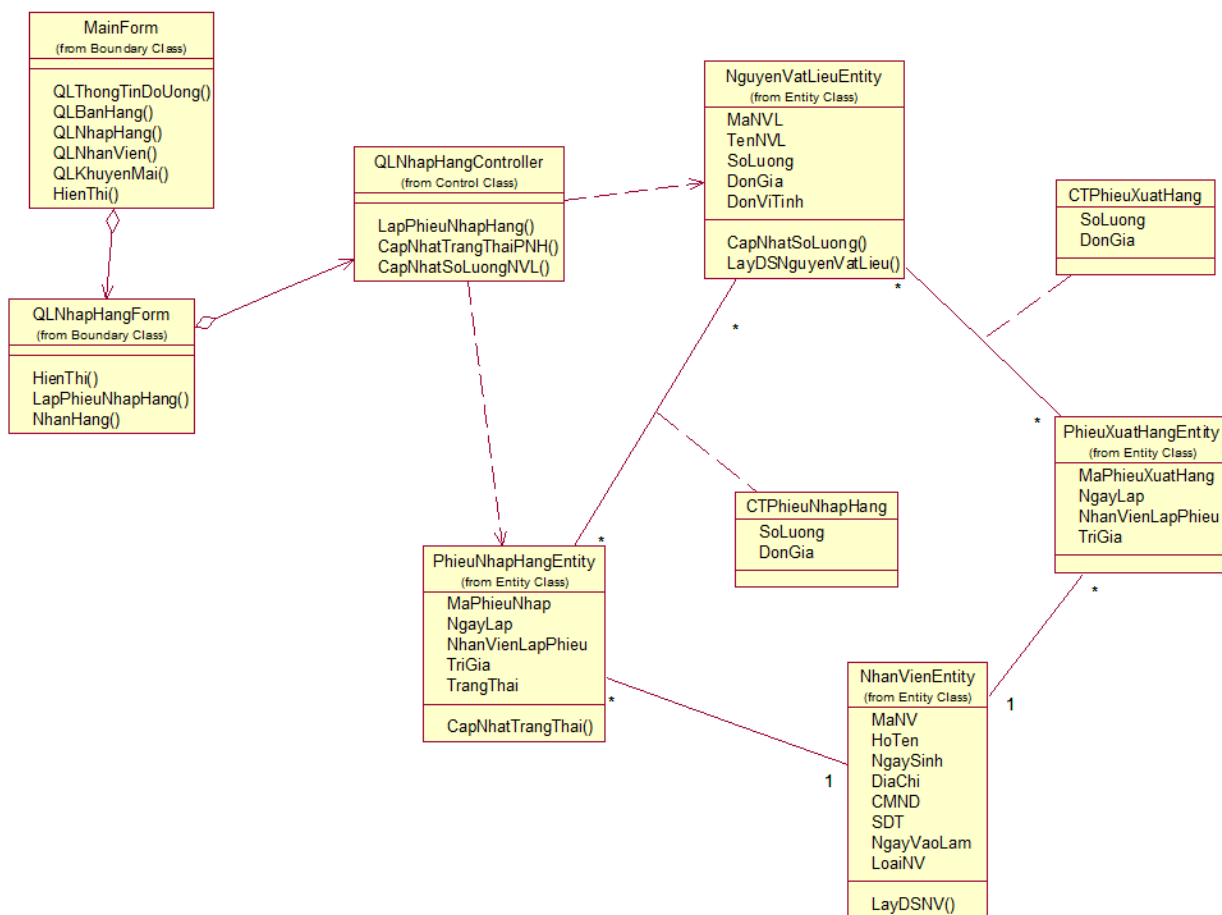 MainForm
(from Boundary Class)
QLThongTinDoUong()
QLBanHang()
QLNhapHang()
QLNhanVien()
QLKhuyenMai()
HienThi()
QLNhapHangForm
(from Boundary Class)
HienThi()
LapPhieuNhapHang()
NhanHang()
QLNhapHangController
(from Control Class)
LapPhieuNhapHang()
CapNhatTrangThaiPNH()
CapNhatSoLuongNVL()
NguyenVatLieuEntity
(from Entity Class)
MaNVL
TenNVL
SoLuong
DonGia
DonViTinh
CapNhatSoLuong()
LayDSNguyenVatLieu()
*
*
CTPhieuXuatHang
SoLuong
DonGia
*
PhieuXuatHangEntity
(from Entity Class)
MaPhieuXuatHang
NgayLap
NhanVienLapPhieu
TriGia
*
CTPhieuNhapHang
SoLuong
DonGia
*
PhieuNhapHangEntity
(from Entity Class)
MaPhieuNhap
NgayLap
NhanVienLapPhieu
TriGia
TrangThai
CapNhatTrangThai()
*
1
1
NhanVienEntity
(from Entity Class)
MaNV
HoTen
NgaySinh
DiaChi
CMND
SDT
NgayVaoLam
LoaiNV
LayDSNV()